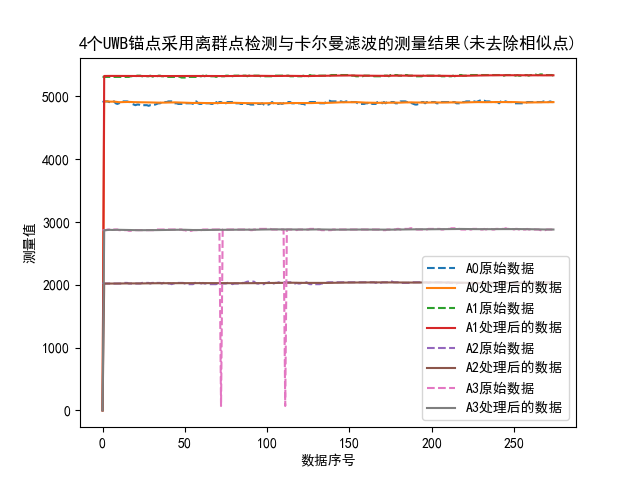 4个UWB锚点采用离群点检测与卡尔曼滤波的测量结果(未去除相似点)
测量值
5000
4000
3000
2000
1000
0
0 50 100 150 200 250
数据序号
A0原始数据
A0处理后的数据
A1原始数据
A1处理后的数据
A2原始数据
A2处理后的数据
A3原始数据
A3处理后的数据